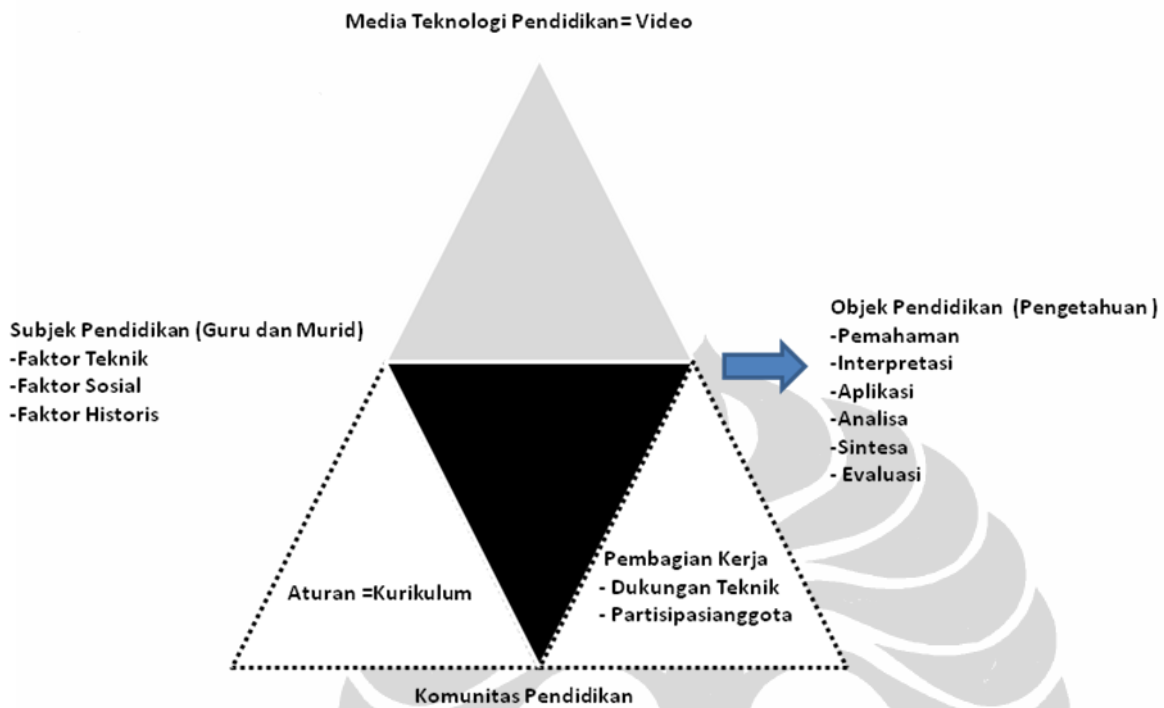 Media Teknologi Pendidikan= Video
Subjek Pendidikan (Guru dan Murid)
-Faktor Teknik
-Faktor Sosial
-Faktor Historis
Objek Pendidikan (Pengetahuan )
-Pemahaman
-Interpretasi
-Aplikasi
-Analisa
-Sintesa
- Evaluasi
Aturan =Kurikulum
Pembagian Kerja
- Dukungan Teknik
- Partisipasianggota
Komunitas Pendidikan